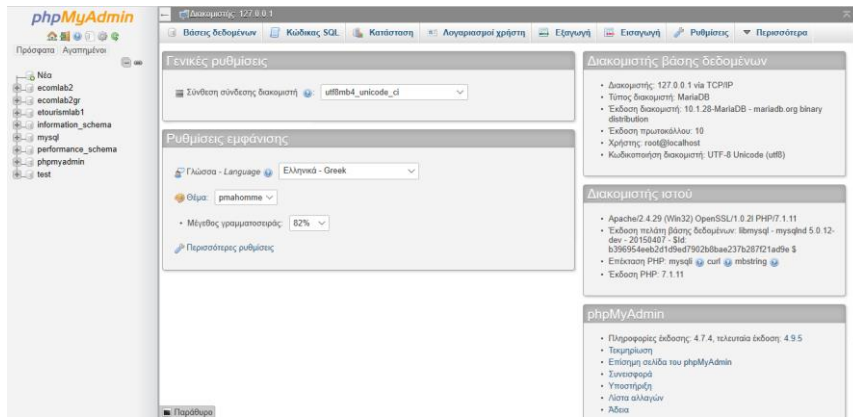 phpMyAdmin
Πρόσφατα Αγαπημένοι
Νέα
ecomlab2
ecomlab2gr
etourismlab1
information_schema
mysql
performance_schema
phpmyadmin
test
Διακομιστής: 127.0.0.1
Βάσεις δεδομένων Κώδικας SQL Κατάσταση Λογαριασμοί χρήστη Εξαγωγή Εισαγωγή Ρυθμίσεις Περισσότερα
Γενικές ρυθμίσεις
Σύνθεση σύνδεσης διακομιστή : utf8mb4_unicode_ci
Ρυθμίσεις εμφάνισης
Γλώσσα - Language Ελληνικά - Greek
Θέμα: pmahomme
• Μέγεθος γραμματοσειράς: 82%
Περισσότερες ρυθμίσεις
Διακομιστής βάσης δεδομένων
• Διακομιστής: 127.0.0.1 via TCP/IP
• Τύπος διακομιστή: MariaDB
• Έκδοση διακομιστή: 10.1.28-MariaDB - mariadb.org binary
distribution
• Έκδοση πρωτοκόλλου: 10
• Χρήστης: root@localhost
• Κωδικοποίηση διακομιστή: UTF-8 Unicode (utf8)
Διακομιστής ιστού
• Apache/2.4.29 (Win32) OpenSSL/1.0.2l PHP/7.1.11
• Έκδοση πελάτη βάσης δεδομένων: libmysql - mysqlnd 5.0.12-
dev - 20150407 - $Id:
b396954eeb2d1d9ed7902b8bae237b287f21ad9e $
• Επέκταση PHP: mysqli curl mbstring
• Έκδοση PHP: 7.1.11
phpMyAdmin
• Πληροφορίες έκδοσης: 4.7.4, τελευταία έκδοση: 4.9.5
• Τεκμηρίωση
• Επίσημη σελίδα του phpMyAdmin
• Συνεισφορά
• Υποστήριξη
• Λίστα αλλαγών
• Άδεια
Παράθυρο